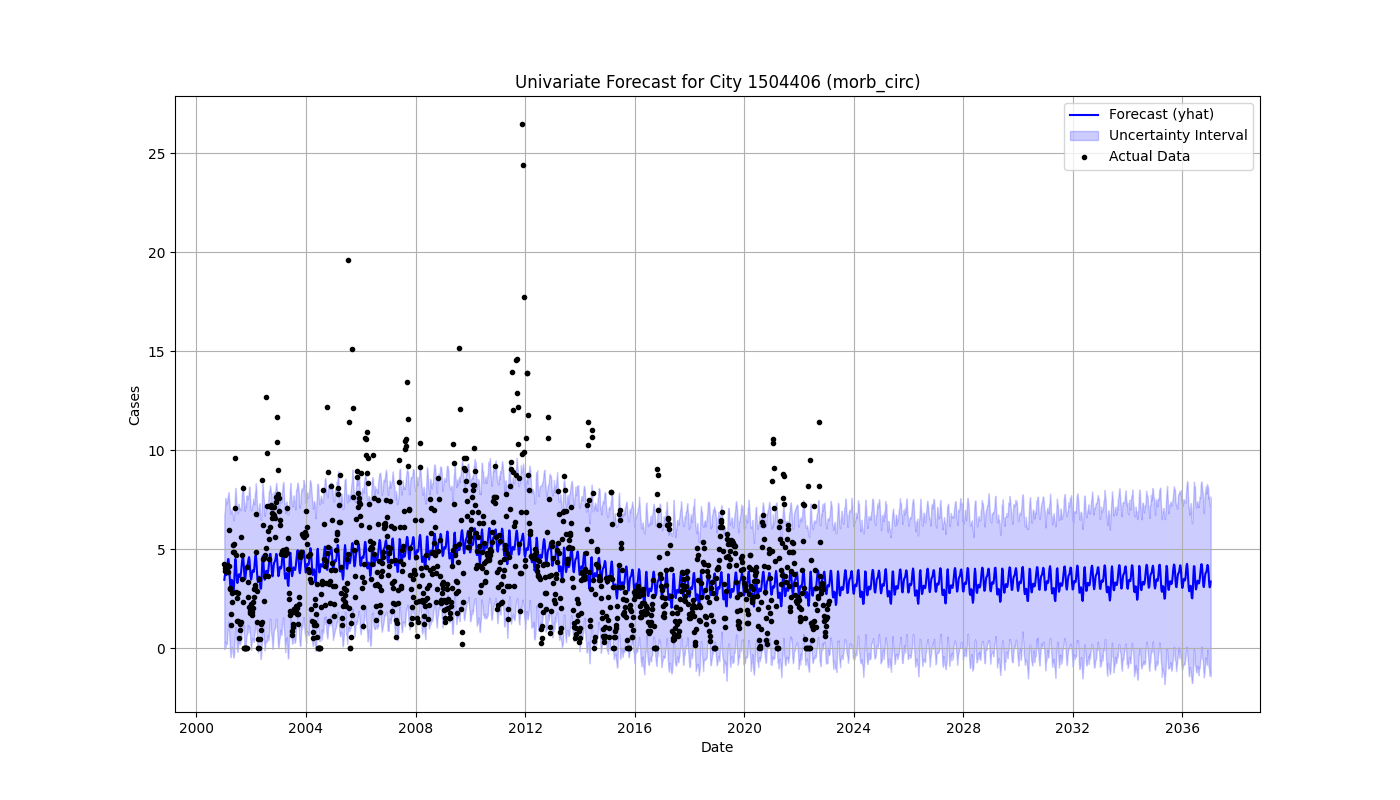 Univariate Forecast for City 1504406 (morb_circ)
Forecast (yhat)
Uncertainty Interval
Actual Data
Cases
25
20
15
10
5
0
2000 2004 2008 2012 2016 2020 2024 2028 2032 2036
Date